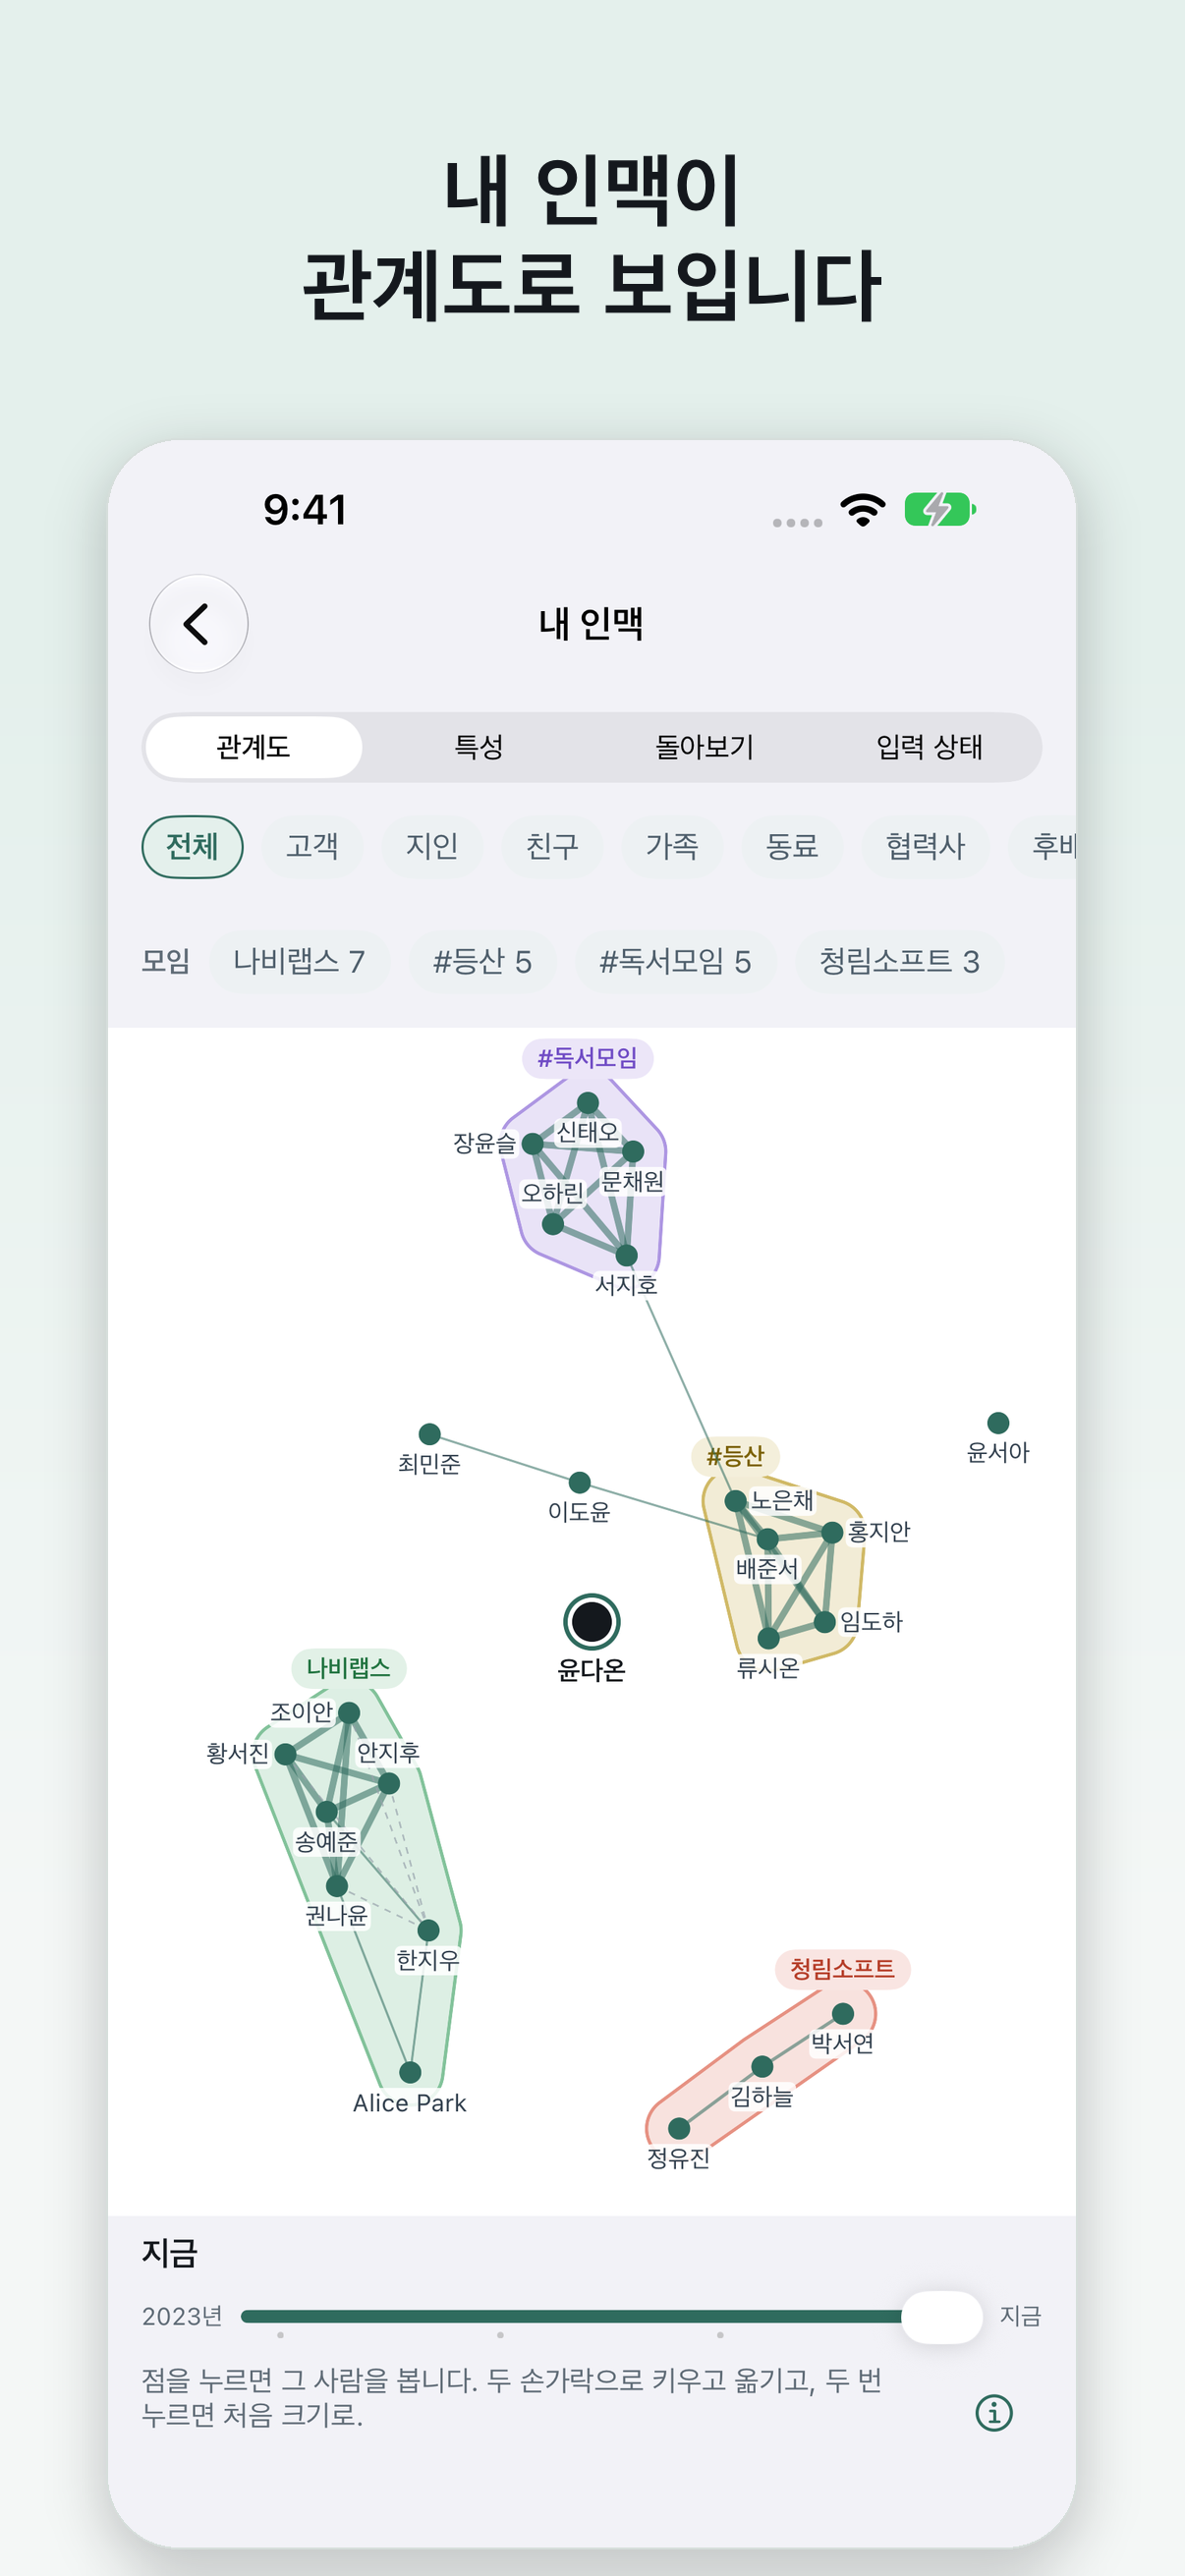 내 인맥이
관계도로 보입니다
9:41
내 인맥
관계도 특성 돌아보기 입력 상태
전체 고객 지인 친구 가족 동료 협력사
모임 나비랩스 7 #등산 5 #독서모임 5 청림소프트 3
#독서모임
신태오
장윤슬
문채원
오하린
서지호
윤서아
최민준
#등산
노은채
이도윤
홍지안
배준서
임도하
류시온
윤다온
나비랩스
조이안
황서진
안지후
송예준
권나윤
한지우
청림소프트
박서연
김하늘
Alice Park
정유진
지금
2023년 지금
점을 누르면 그 사람을 봅니다. 두 손가락으로 키우고 옮기고, 두 번
누르면 처음 크기로.